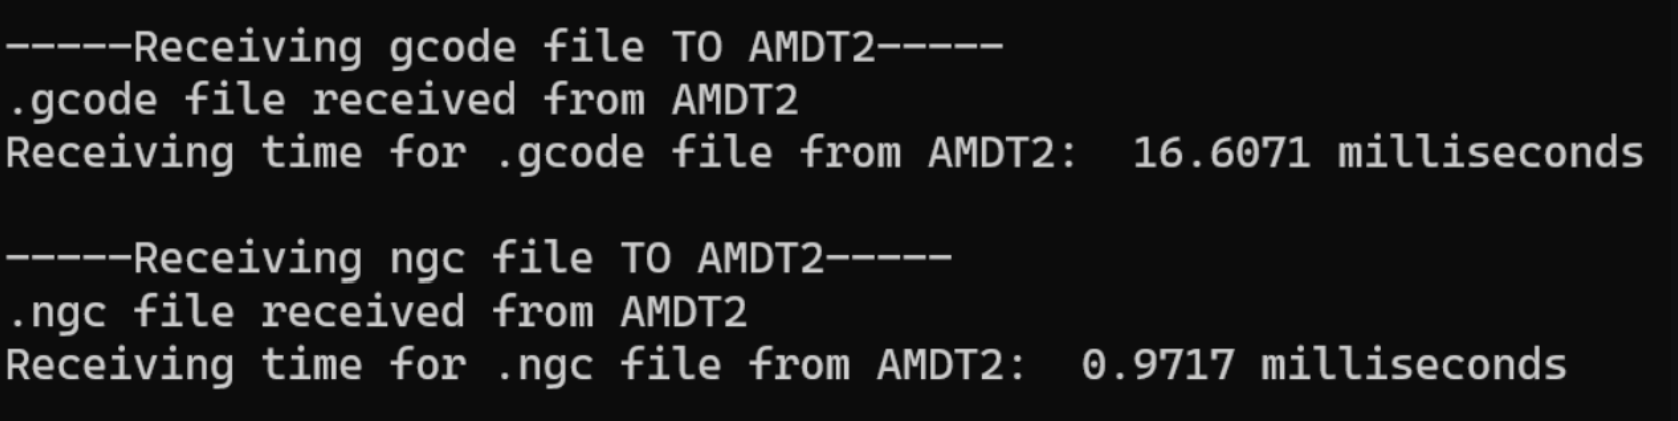 -----Receiving gcode file TO AMDT2-----
.gcode file received from AMDT2
Receiving time for .gcode file from AMDT2:  16.6071 milliseconds
-----Receiving ngc file TO AMDT2-----
.ngc file received from AMDT2
Receiving time for .ngc file from AMDT2:  0.9717 milliseconds